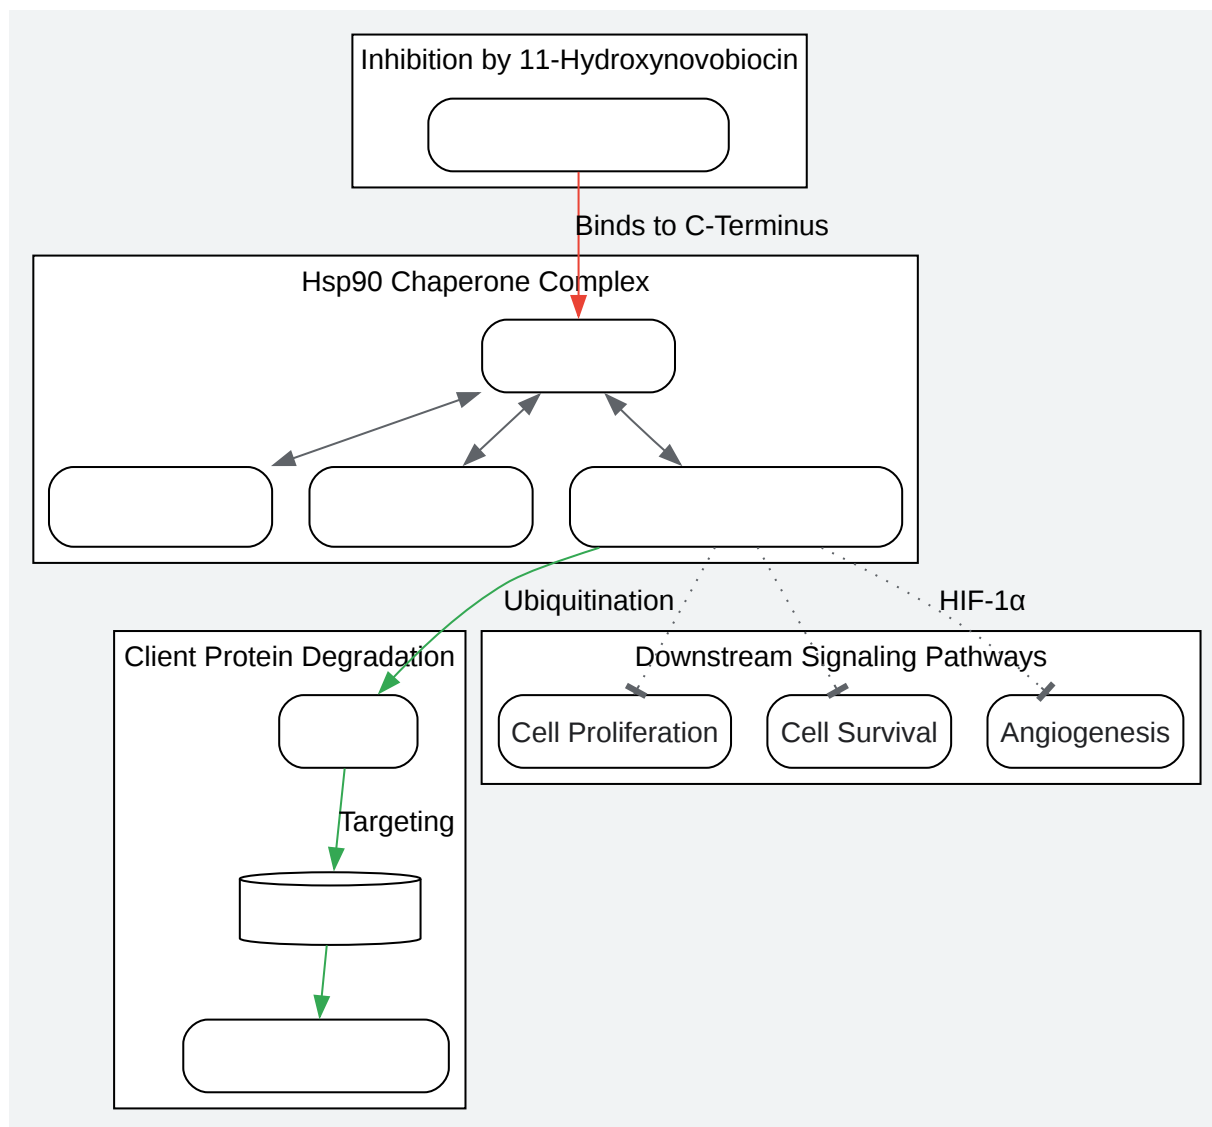 Inhibition by 11-Hydroxynovobiocin
Binds to C-Terminus
Hsp90 Chaperone Complex
Ubiquitination
HIF-1α
Client Protein Degradation
Downstream Signaling Pathways
Cell Proliferation
Cell Survival
Angiogenesis
Targeting